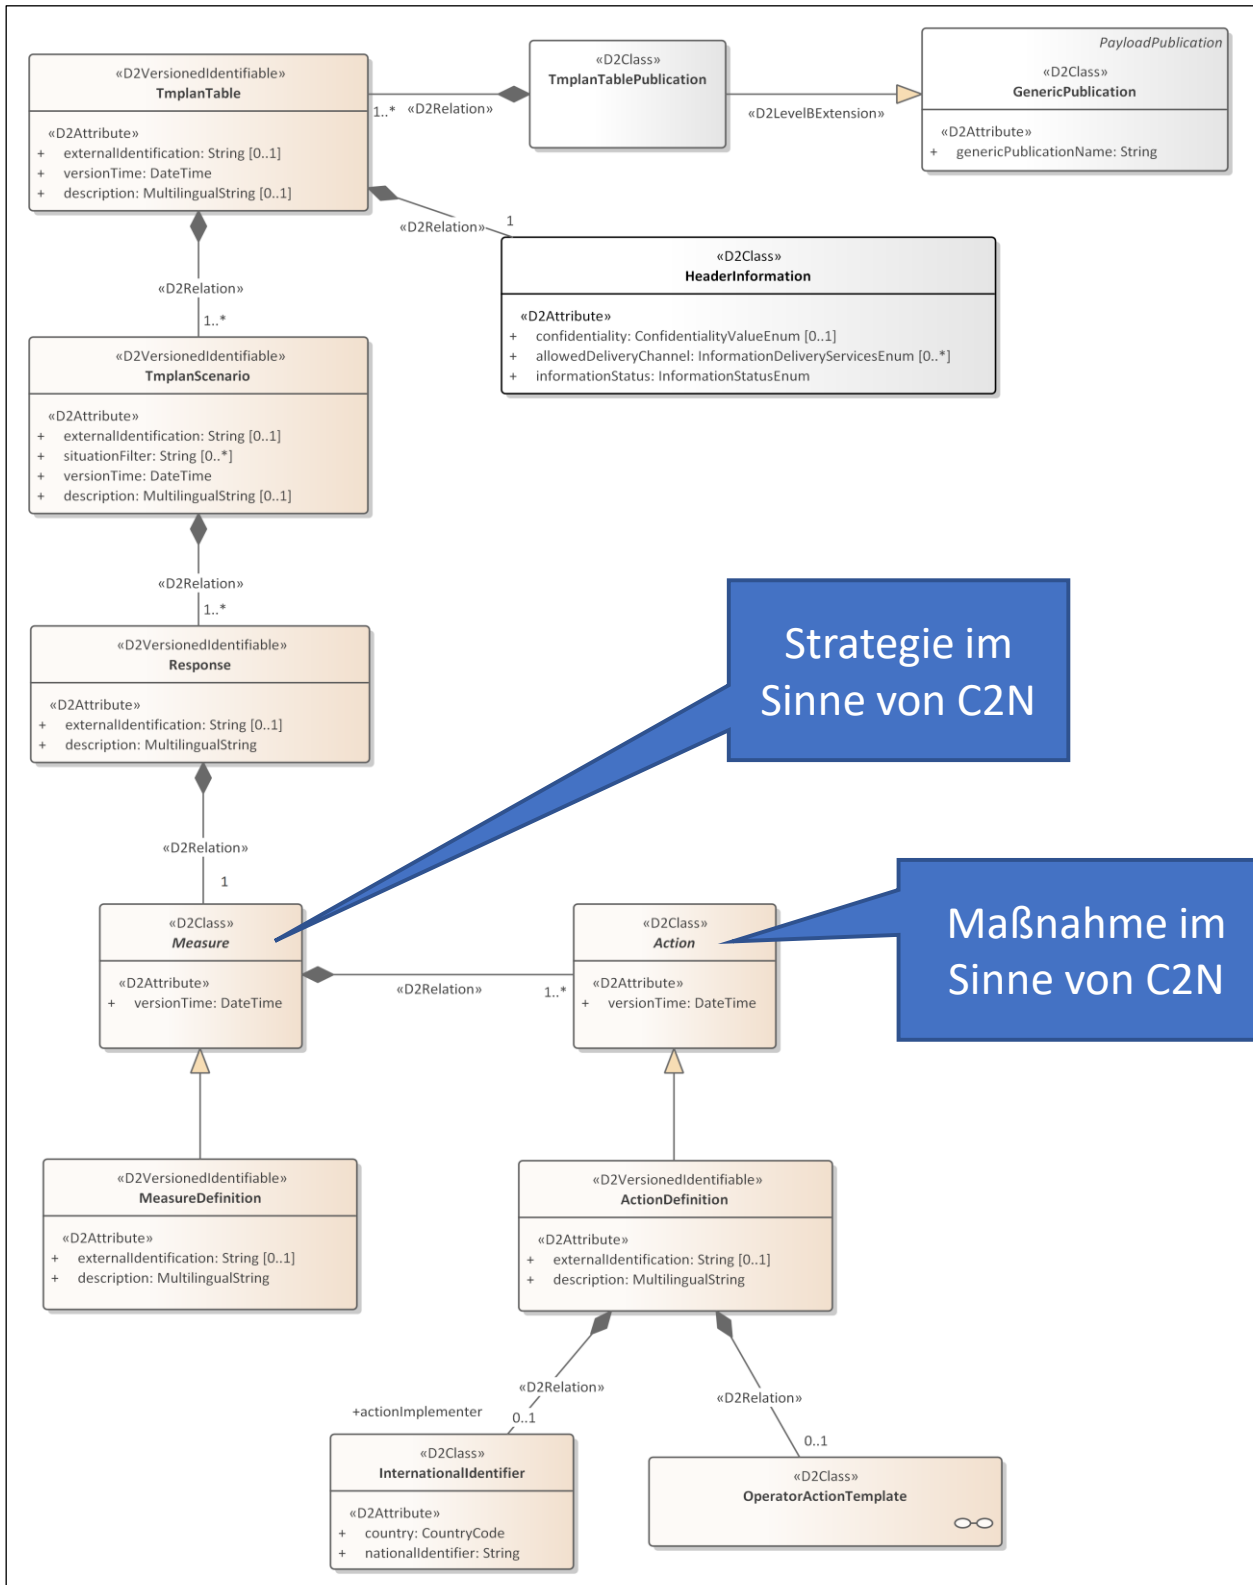 «D2VersionedIdentifiable»
TmplanTable
«D2Attribute»
+ externalIdentification: String [0..1]
+ versionTime: DateTime
+ description: MultilingualString [0..1]
1..*
«D2Relation»
«D2Class»
TmplanTablePublication
«D2LevelBExtension»
PayloadPublication
«D2Class»
GenericPublication
«D2Attribute»
+ genericPublicationName: String
«D2Relation»
1
«D2Class»
HeaderInformation
«D2Attribute»
+ confidentiality: ConfidentialityValueEnum [0..1]
+ allowedDeliveryChannel: InformationDeliveryServicesEnum [0..*]
+ informationStatus: InformationStatusEnum
«D2Relation»
1..*
«D2VersionedIdentifiable»
TmplanScenario
«D2Attribute»
+ externalIdentification: String [0..1]
+ situationFilter: String [0..*]
+ versionTime: DateTime
+ description: MultilingualString [0..1]
«D2Relation»
1..*
«D2VersionedIdentifiable»
Response
«D2Attribute»
+ externalIdentification: String [0..1]
+ description: MultilingualString
Strategie im
Sinne von C2N
«D2Relation»
1
«D2Class»
Measure
«D2Attribute»
+ versionTime: DateTime
«D2Relation»
1..*
«D2Class»
Action
«D2Attribute»
+ versionTime: DateTime
Maßnahme im
Sinne von C2N
«D2VersionedIdentifiable»
MeasureDefinition
«D2Attribute»
+ externalIdentification: String [0..1]
+ description: MultilingualString
«D2VersionedIdentifiable»
ActionDefinition
«D2Attribute»
+ externalIdentification: String [0..1]
+ description: MultilingualString
«D2Relation»
+actionImplementer
0..1
«D2Relation»
0..1
«D2Class»
InternationalIdentifier
«D2Attribute»
+ country: CountryCode
+ nationalIdentifier: String
«D2Class»
OperatorActionTemplate